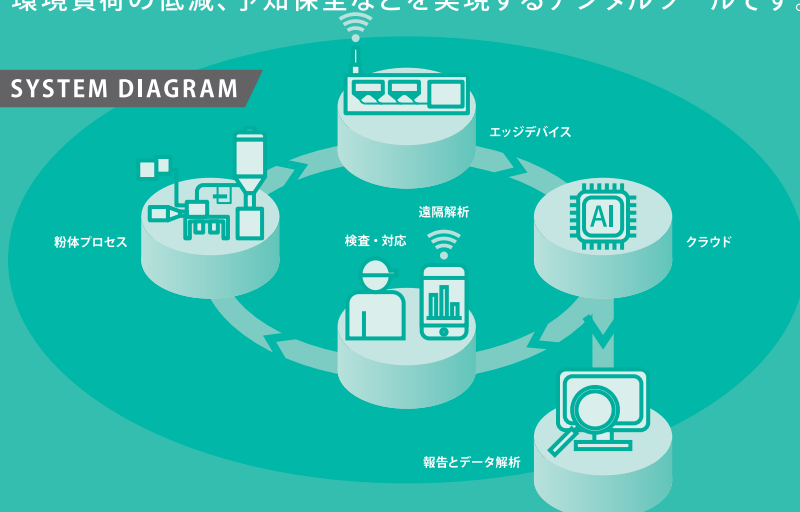 環境負荷の低減、予知保全などを実現するデジタルツールです。
SYSTEM DIAGRAM
エッジデバイス
遠隔解析
粉体プロセス
検査・対応
AI
クラウド
報告とデータ解析